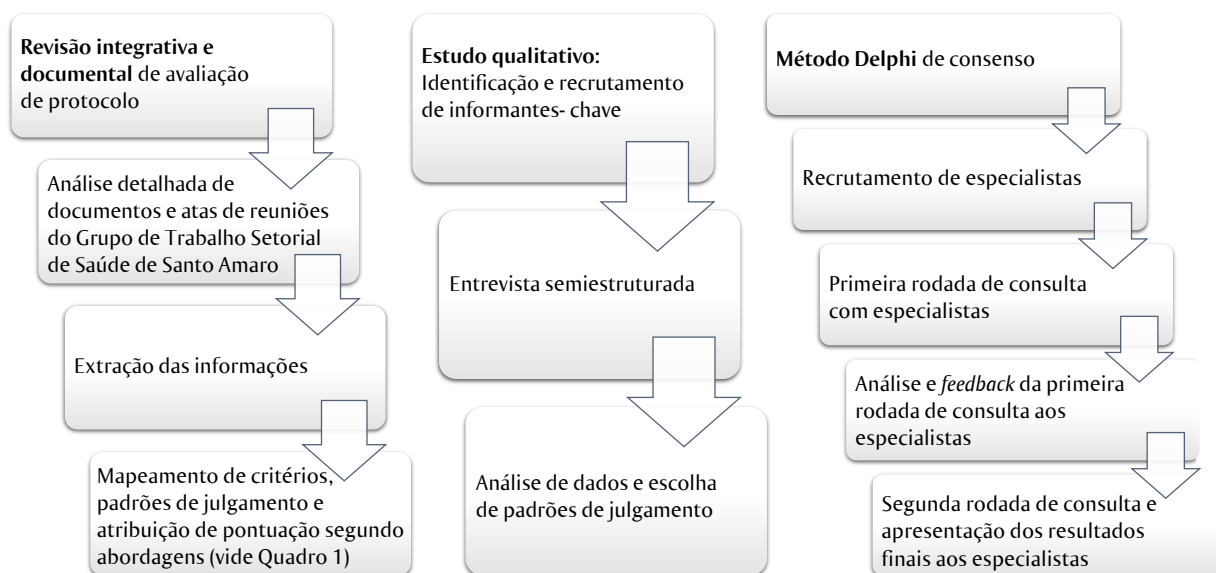 Revisão integrativa e
documental de avaliação
de protocolo
Análise detalhada de
documentos e atas de reuniões
do Grupo de Trabalho Setorial
de Saúde de Santo Amaro
Extração das informações
Mapeamento de critérios,
padrões de julgamento e
atribuição de pontuação segundo
abordagens (vide Quadro 1)
Estudo qualitativo:
Identificação e recrutamento
de informantes- chave
Entrevista semiestruturada
Análise de dados e escolha
de padrões de julgamento
Método Delphi de consenso
Recrutamento de especialistas
Primeira rodada de consulta
com especialistas
Análise e feedback da primeira
rodada de consulta aos
especialistas
Segunda rodada de consulta e
apresentação dos resultados
finais aos especialistas